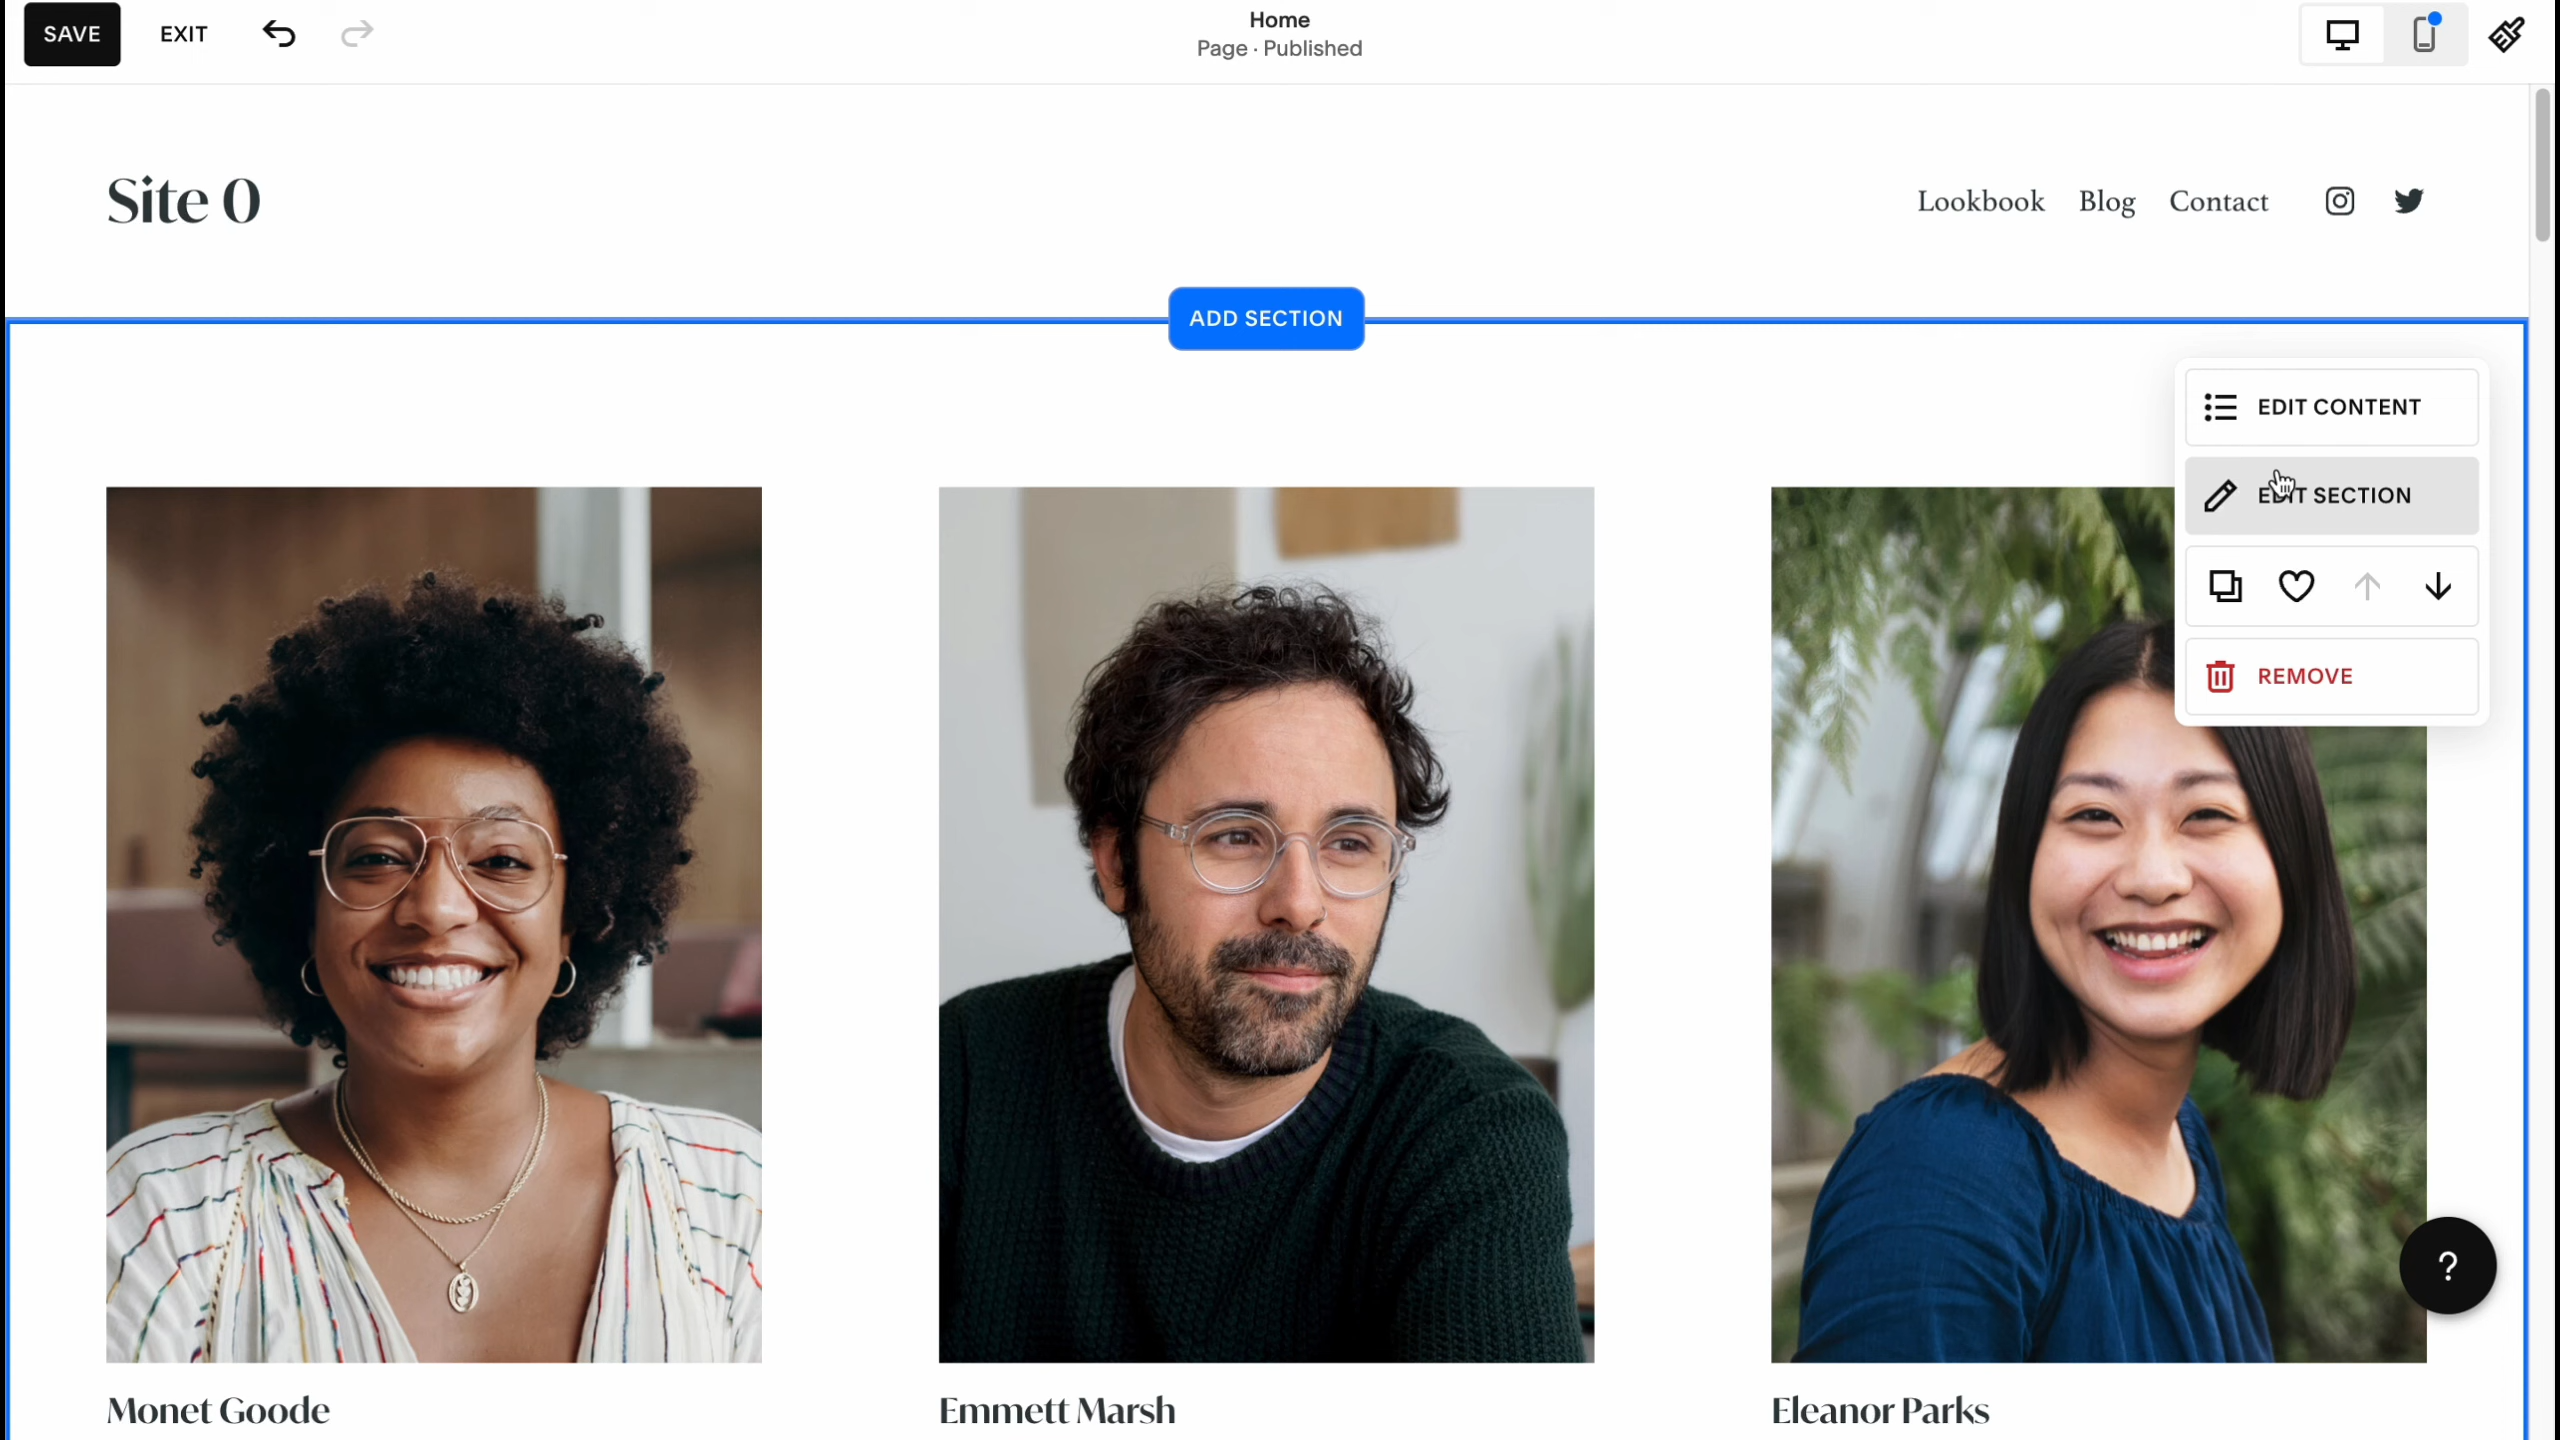 SAVE
EXIT
Home
Page · Published
Site 0
Lookbook Blog Contact
ADD SECTION
EDIT CONTENT
EDIT SECTION
REMOVE
?
Monet Goode
Emmett Marsh
Eleanor Parks